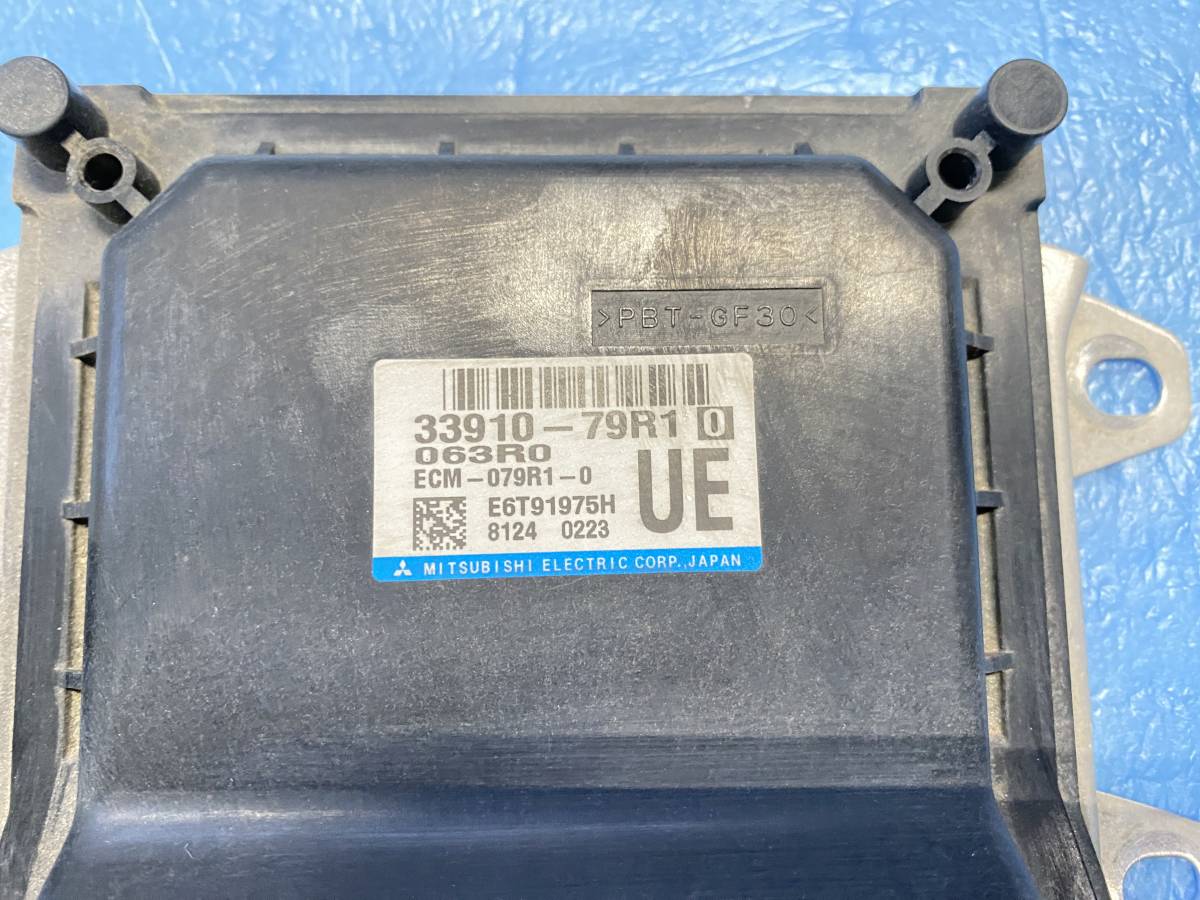 >PBT-GF30<
33910-79R1 0
063R0
ECM-079R1-0
UE
E6T91975H
8124 0223
MITSUBISHI ELECTRIC CORP.,JAPAN